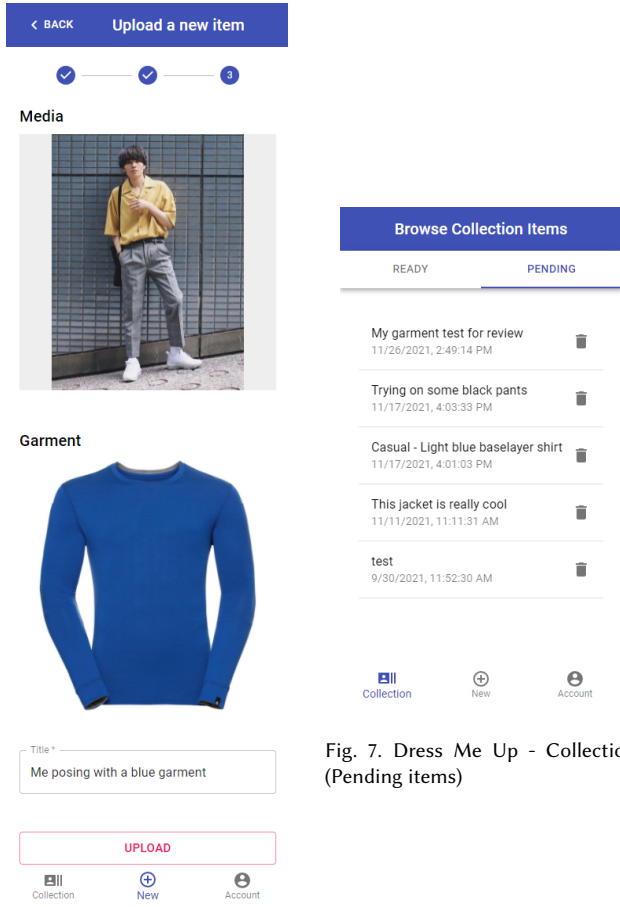 BACK Upload a new item
3
Media
Garment
Title *
Me posing with a blue garment
UPLOAD
Collection New Account
Browse Collection Items
READY PENDING
My garment test for review
11/26/2021, 2:49:14 PM
Trying on some black pants
11/17/2021, 4:03:33 PM
Casual - Light blue baselayer shirt
11/17/2021, 4:01:03 PM
This jacket is really cool
11/11/2021, 11:11:31 AM
test
9/30/2021, 11:52:30 AM
Collection New Account
Fig. 7. Dress Me Up - Collectio
(Pending items)